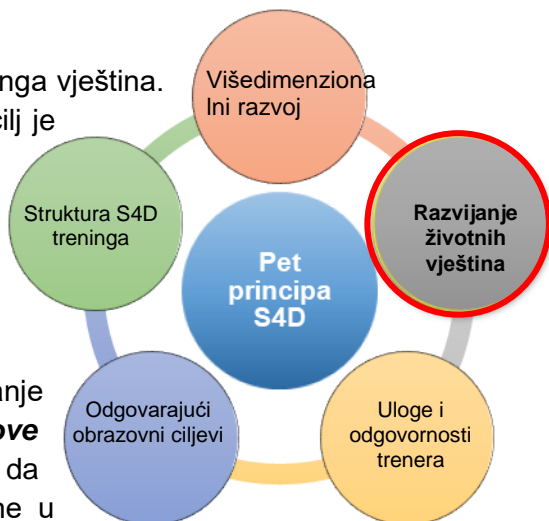 nga vještina.
cilj je
Višedimenziona
lni razvoj
Struktura S4D
treninga
Razvijanje
životnih
vještina
Pet
principa
S4D
Odgovarajući
obrazovni ciljevi
Uloge i
odgovornosti
trenera
anje
ove
da
ne u